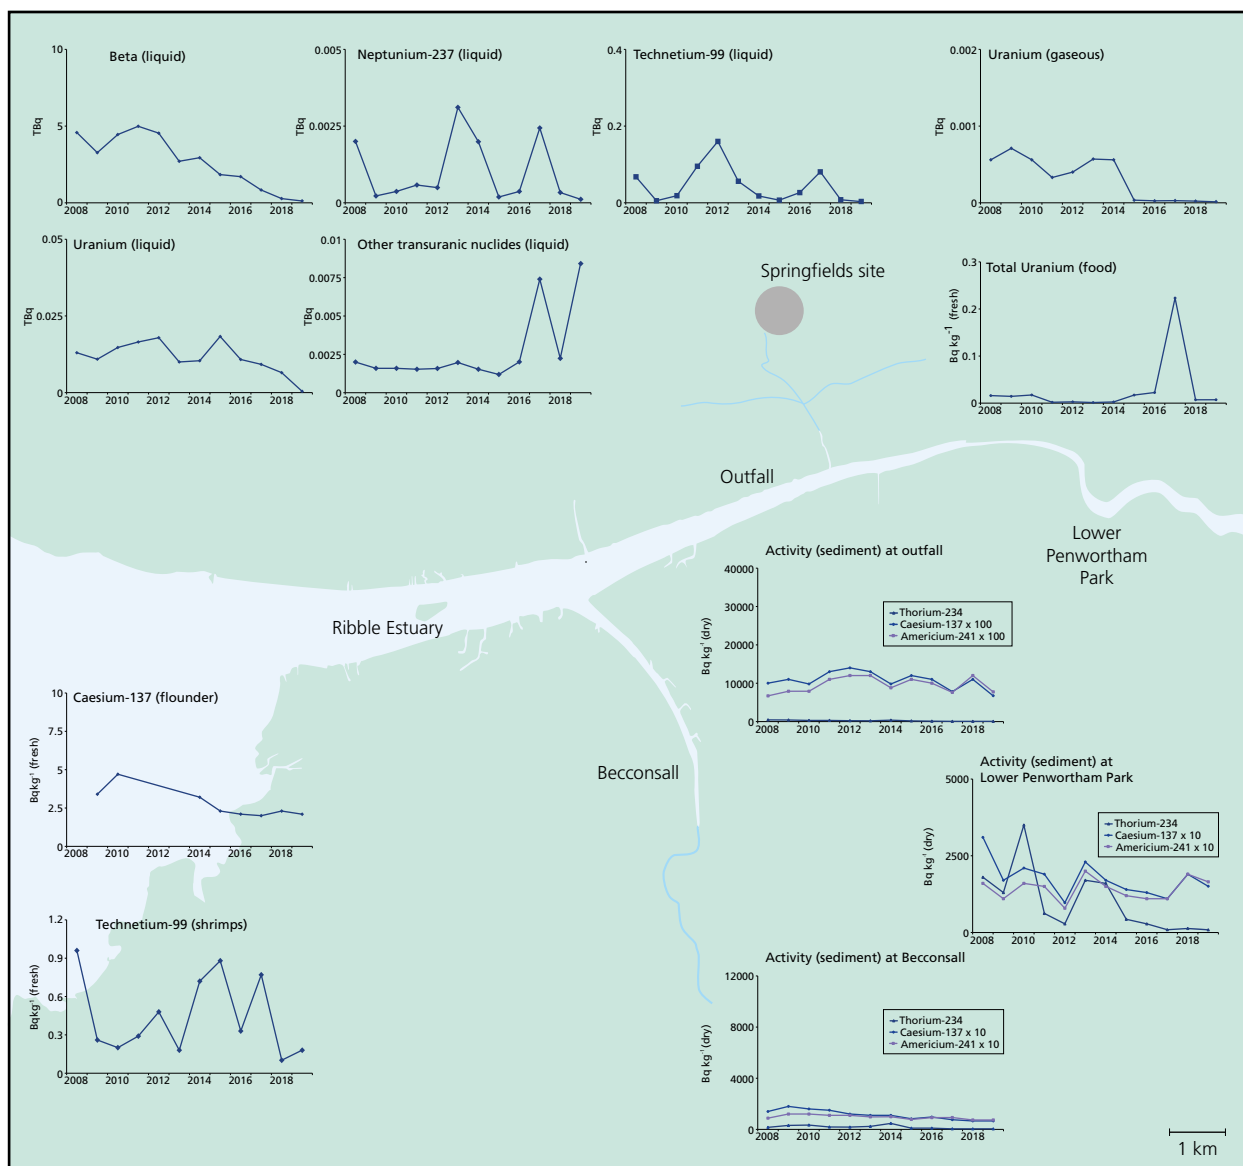 Beta (liquid)
10
5
0
TBq
2008 2010 2012 2014 2016 2018
Neptunium-237 (liquid)
0.005
0.0025
0
TBq
2008 2010 2012 2014 2016 2018
Technetium-99 (liquid)
0.4
0.2
0
TBq
2008 2010 2012 2014 2016 2018
Uranium (gaseous)
0.002
0.001
0
TBq
2008 2010 2012 2014 2016 2018
Uranium (liquid)
0.05
0.025
0
TBq
2008 2010 2012 2014 2016 2018
Other transuranic nuclides (liquid)
0.01
0.0075
0.005
0.0025
0
TBq
2008 2010 2012 2014 2016 2018
Springfields site
Total Uranium (food)
0.3
0.2
0.1
0
Bq kg⁻¹ (fresh)
2008 2010 2012 2014 2016 2018
Outfall
Lower
Penwortham
Park
Ribble Estuary
Becconsall
Activity (sediment) at outfall
40000
30000
20000
10000
0
Bq kg⁻¹ (dry)
Thorium-234
Caesium-137 x 100
Americium-241 x 100
2008 2010 2012 2014 2016 2018
Caesium-137 (flounder)
10
7.5
5
2.5
0
Bqkg⁻¹ (fresh)
2008 2010 2012 2014 2016 2018
Activity (sediment) at
Lower Penwortham Park
5000
2500
0
Bq kg⁻¹ (dry)
Thorium-234
Caesium-137 x 10
Americium-241 x 10
2008 2010 2012 2014 2016 2018
Technetium-99 (shrimps)
1.2
0.9
0.6
0.3
0
Bqkg⁻¹ (fresh)
2008 2010 2012 2014 2016 2018
Activity (sediment) at Becconsall
12000
8000
4000
0
Bq kg⁻¹ (dry)
Thorium-234
Caesium-137 x 10
Americium-241 x 10
2008 2010 2012 2014 2016 2018
1 km